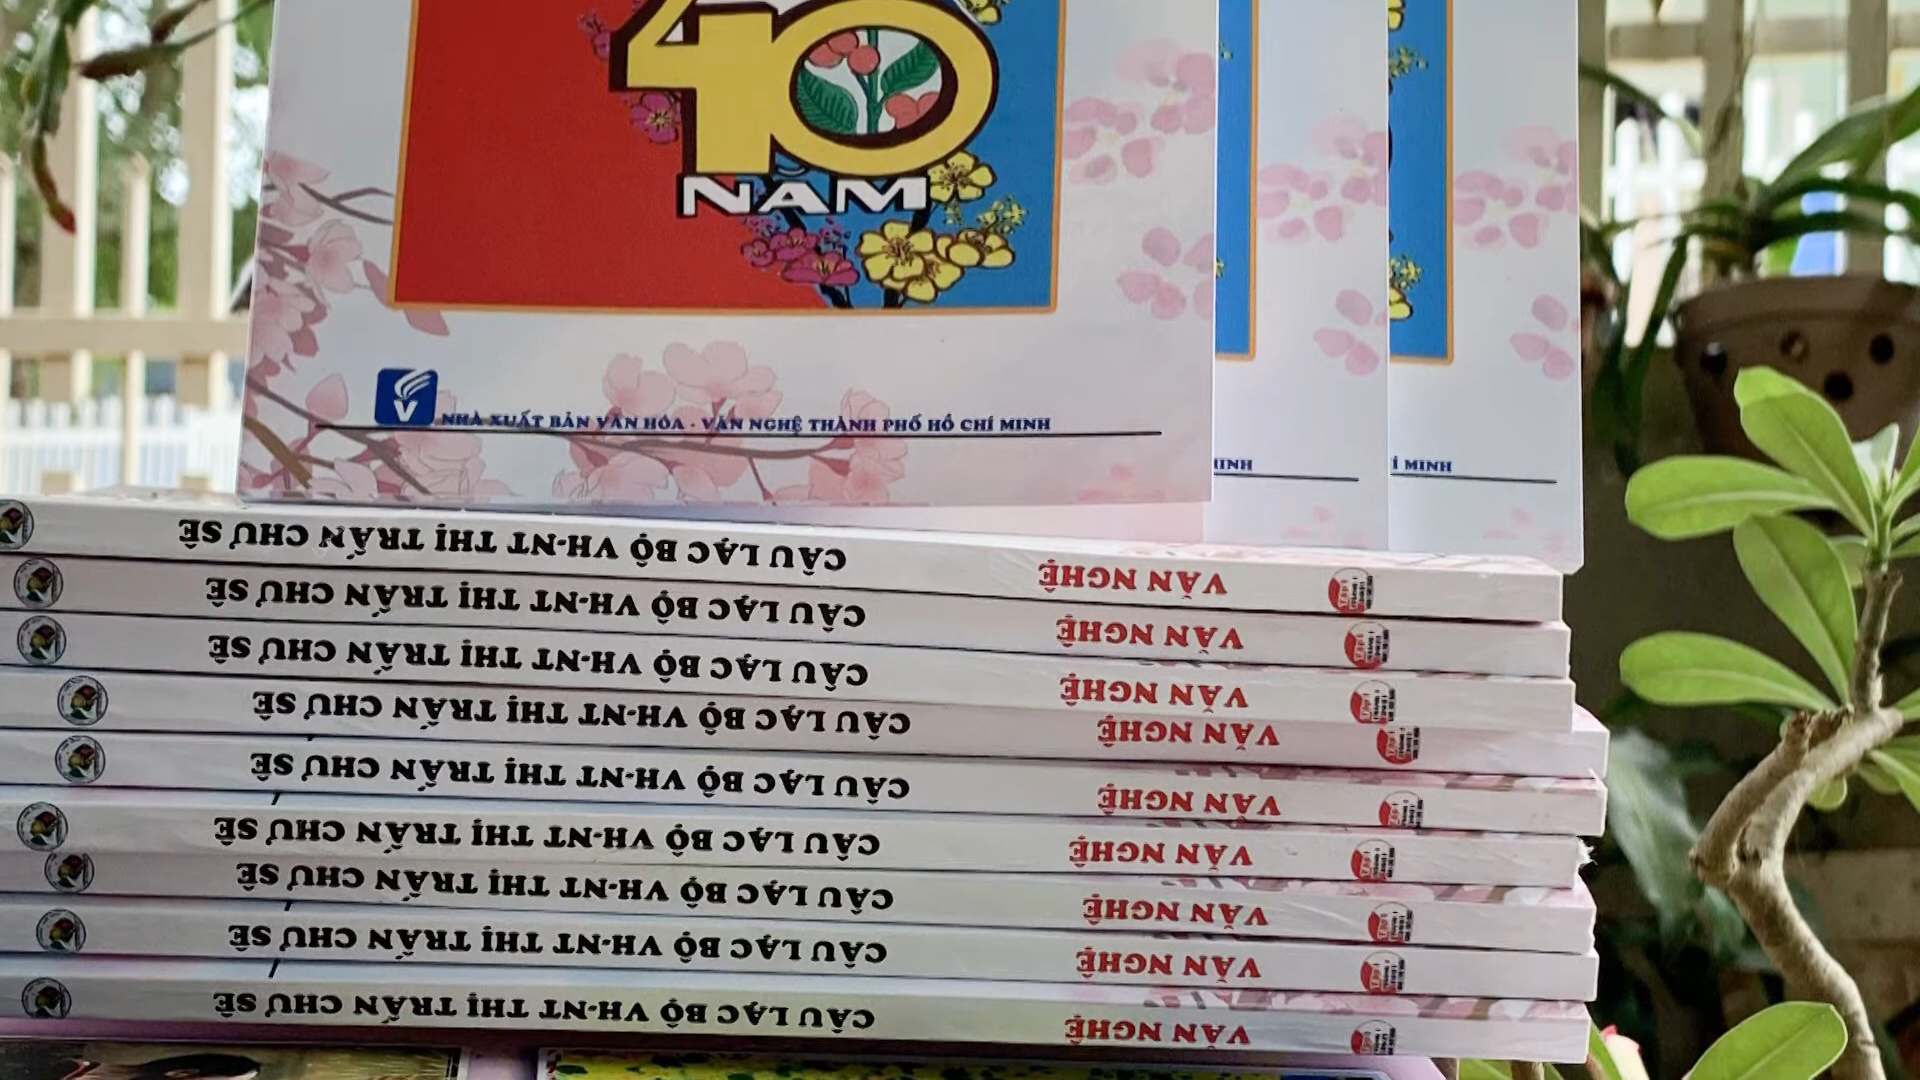 40
NĂM
V
NHÀ XUẤT BẢN VĂN HÓA - VĂN NGHỆ THÀNH PHỐ HỒ CHÍ MINH
MINH
Í MINH
VĂN NGHỆ CÂU LẠC BỘ VH-NT THỊ TRẤN CHƯ SÊ
VĂN NGHỆ CÂU LẠC BỘ VH-NT THỊ TRẤN CHƯ SÊ
VĂN NGHỆ CÂU LẠC BỘ VH-NT THỊ TRẤN CHƯ SÊ
VĂN NGHỆ CÂU LẠC BỘ VH-NT THỊ TRẤN CHƯ SÊ
VĂN NGHỆ CÂU LẠC BỘ VH-NT THỊ TRẤN CHƯ SÊ
VĂN NGHỆ CÂU LẠC BỘ VH-NT THỊ TRẤN CHƯ SÊ
VĂN NGHỆ CÂU LẠC BỘ VH-NT THỊ TRẤN CHƯ SÊ
VĂN NGHỆ CÂU LẠC BỘ VH-NT THỊ TRẤN CHƯ SÊ
VĂN NGHỆ CÂU LẠC BỘ VH-NT THỊ TRẤN CHƯ SÊ